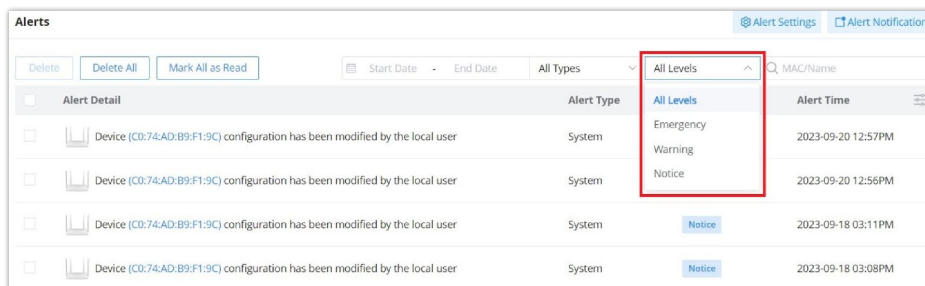 Alerts
Alert Settings
Alert Notification
Delete
Delete All
Mark All as Read
Start Date - End Date
All Types
All Levels
MAC/Name
Alert Detail
Alert Type
All Levels
Emergency
Warning
Notice
Alert Time
Device (C0:74:AD:B9:F1:9C) configuration has been modified by the local user
System
2023-09-20 12:57PM
Device (C0:74:AD:B9:F1:9C) configuration has been modified by the local user
System
2023-09-20 12:56PM
Device (C0:74:AD:B9:F1:9C) configuration has been modified by the local user
System
Notice
2023-09-18 03:11PM
Device (C0:74:AD:B9:F1:9C) configuration has been modified by the local user
System
Notice
2023-09-18 03:08PM